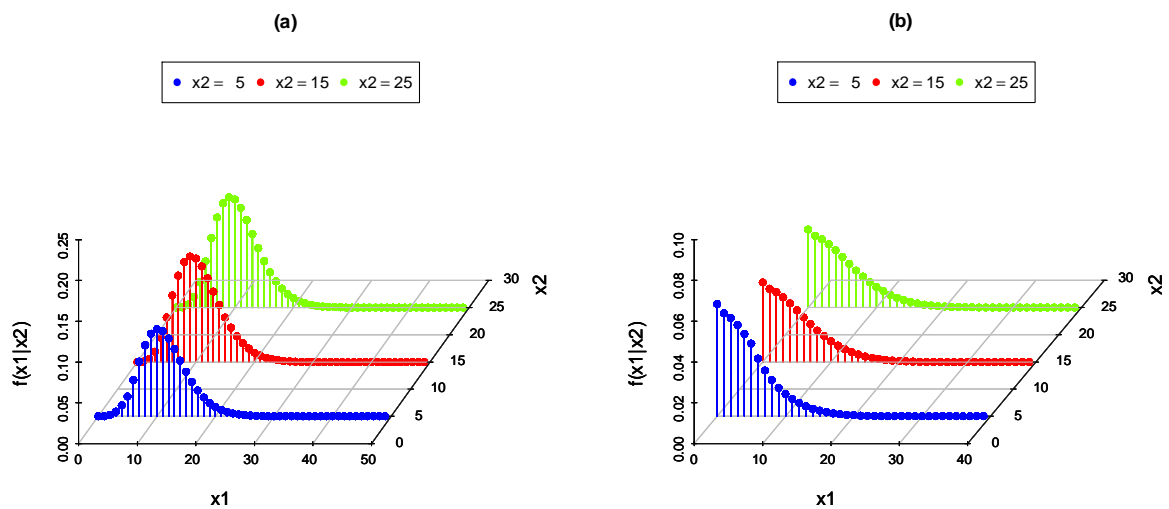 (a)
x2 = 5 x2 = 15 x2 = 25
0.00 0.05 0.10 0.15 0.20 0.25
f(x1|x2)
0 10 20 30 40 50
x1
0 5 10 15 20 25 30
x2
(b)
x2 = 5 x2 = 15 x2 = 25
0.00 0.02 0.04 0.06 0.08 0.10
f(x1|x2)
0 10 20 30 40
x1
0 5 10 15 20 25 30
x2